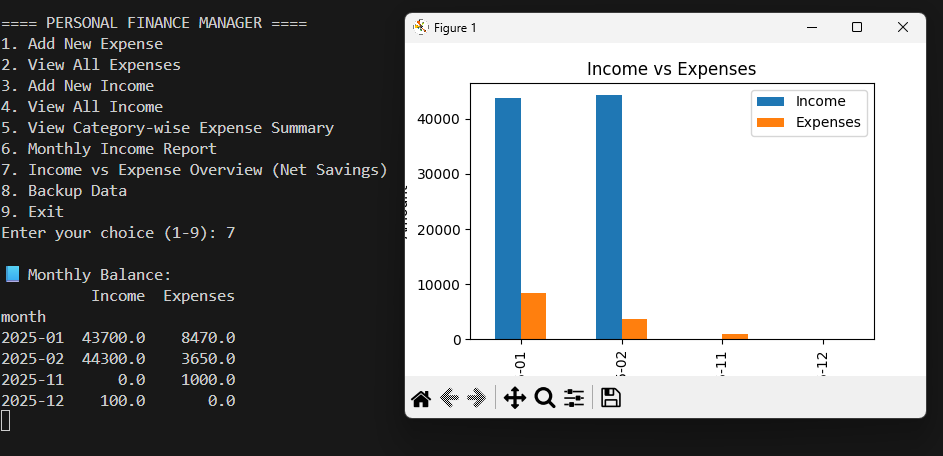 ==== PERSONAL FINANCE MANAGER ====
1. Add New Expense
2. View All Expenses
3. Add New Income
4. View All Income
5. View Category-wise Expense Summary
6. Monthly Income Report
7. Income vs Expense Overview (Net Savings)
8. Backup Data
9. Exit
Enter your choice (1-9): 7
Monthly Balance:
Income Expenses
month
2025-01 43700.0 8470.0
2025-02 44300.0 3650.0
2025-11 0.0 1000.0
2025-12 100.0 0.0
Figure 1
Income vs Expenses
Income
Expenses
40000
30000
20000
10000
0
-01
-02
-11
-12